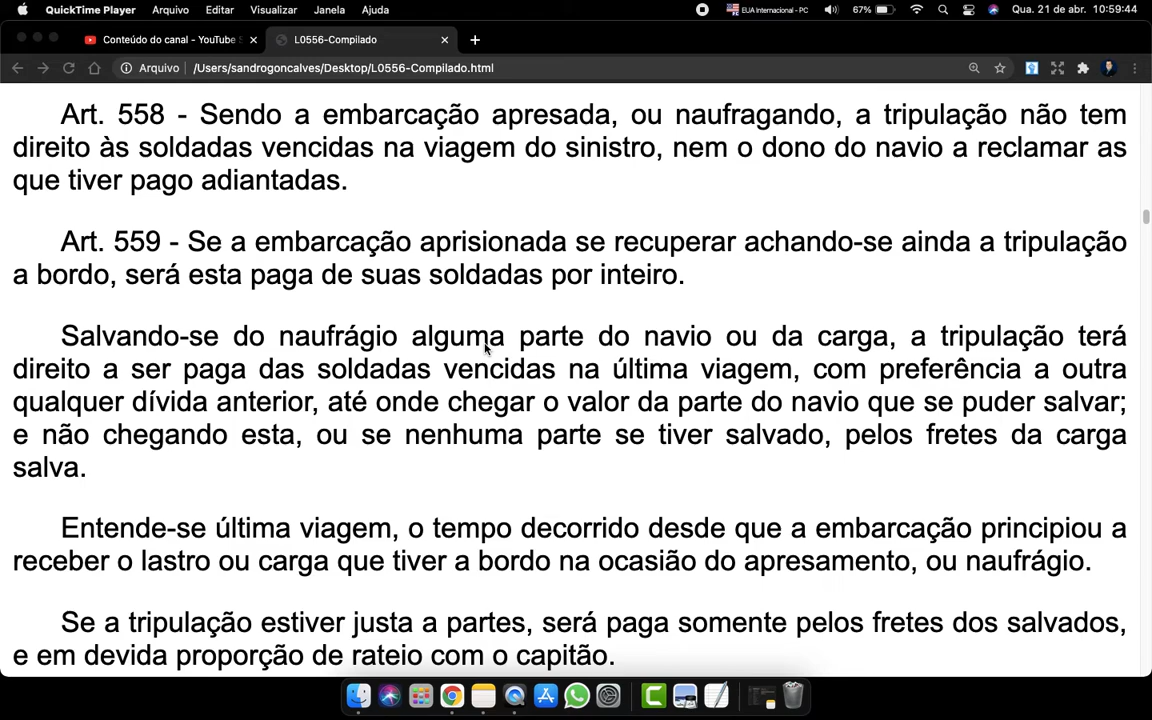 QuickTime Player Arquivo Editar Visualizar Janela Ajuda EUA Internacional - PC 67% Qua. 21 de abr. 10:59:44
Conteúdo do canal - YouTube L0556-Compilado
Arquivo /Users/sandrogoncalves/Desktop/L0556-Compilado.html
Art. 558 - Sendo a embarcação apresada, ou naufragando, a tripulação não tem
direito às soldadas vencidas na viagem do sinistro, nem o dono do navio a reclamar as
que tiver pago adiantadas.
Art. 559 - Se a embarcação aprisionada se recuperar achando-se ainda a tripulação
a bordo, será esta paga de suas soldadas por inteiro.
Salvando-se do naufrágio alguma parte do navio ou da carga, a tripulação terá
direito a ser paga das soldadas vencidas na última viagem, com preferência a outra
qualquer dívida anterior, até onde chegar o valor da parte do navio que se puder salvar;
e não chegando esta, ou se nenhuma parte se tiver salvado, pelos fretes da carga
salva.
Entende-se última viagem, o tempo decorrido desde que a embarcação principiou a
receber o lastro ou carga que tiver a bordo na ocasião do apresamento, ou naufrágio.
Se a tripulação estiver justa a partes, será paga somente pelos fretes dos salvados,
e em devida proporção de rateio com o capitão.